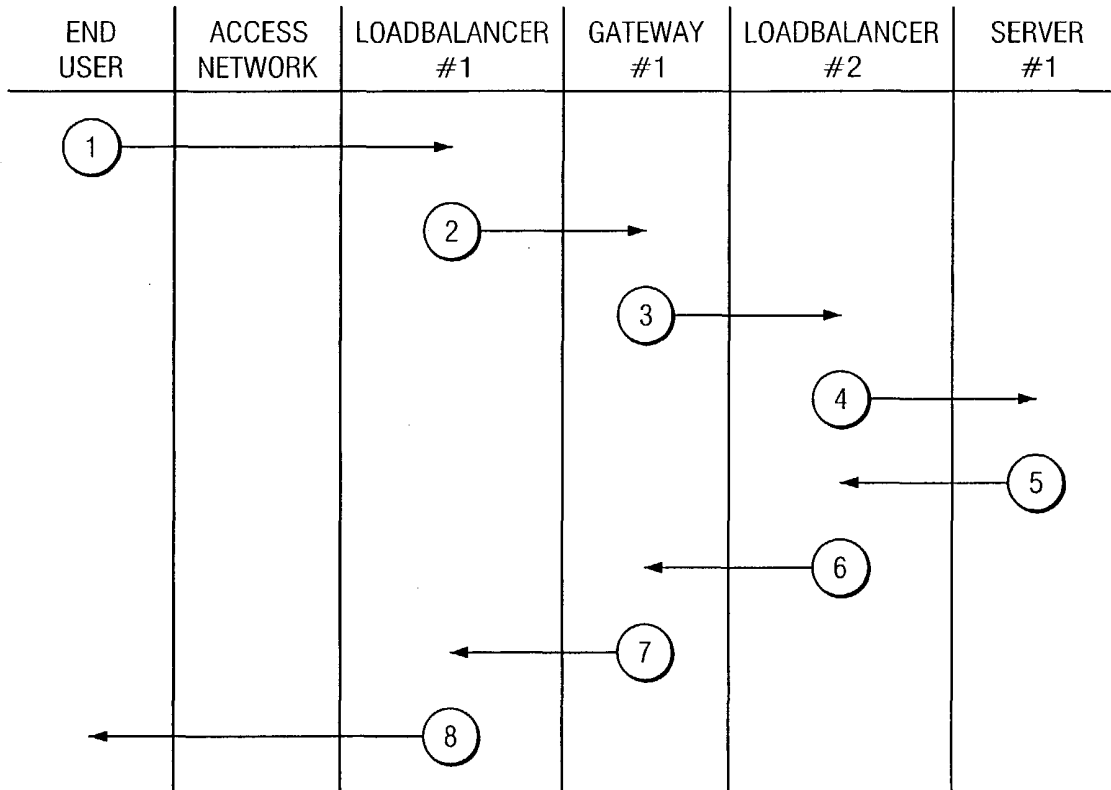 END USER
ACCESS NETWORK
LOADBALANCER #1
GATEWAY #1
LOADBALANCER #2
SERVER #1
1
2
3
4
5
6
7
8